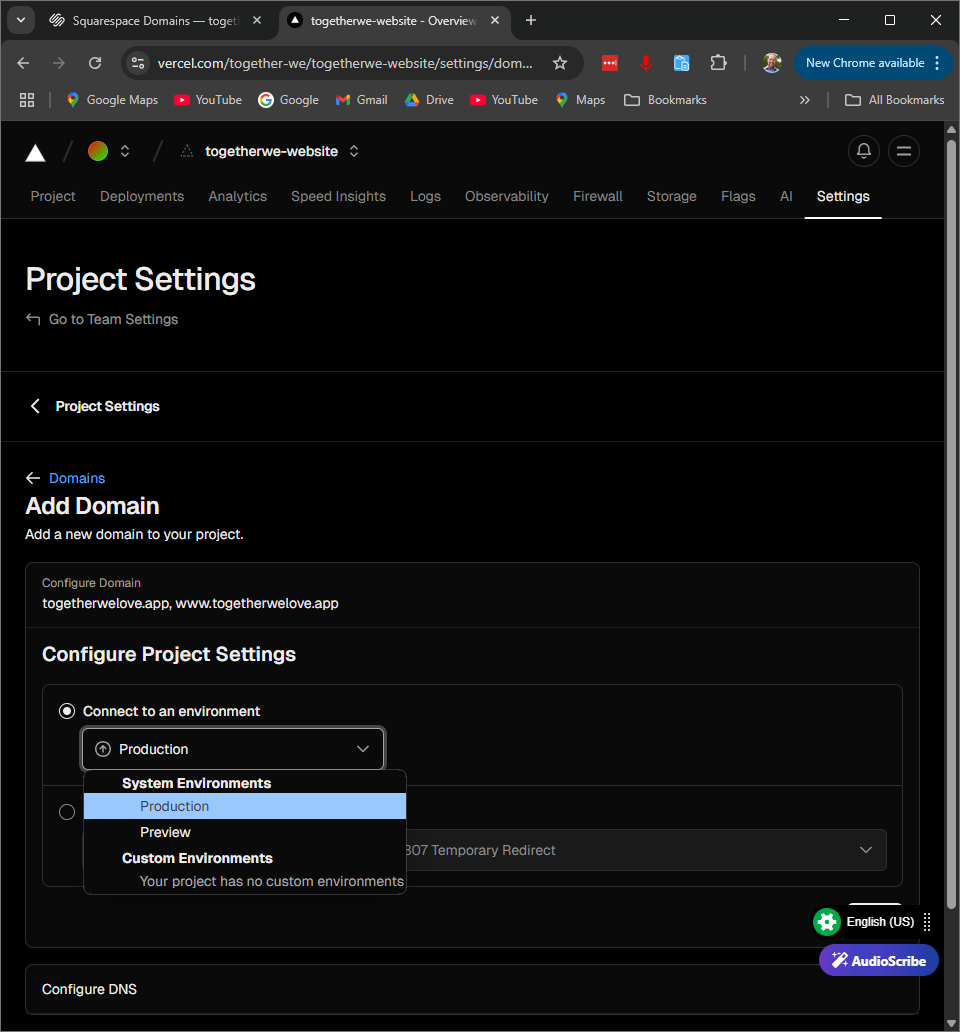 Squarespace Domains — toget
togetherwe-website - Overview
vercel.com/together-we/togetherwe-website/settings/dom...
New Chrome available
Google Maps
YouTube
Google
Gmail
Drive
YouTube
Maps
Bookmarks
All Bookmarks
togetherwe-website
Project
Deployments
Analytics
Speed Insights
Logs
Observability
Firewall
Storage
Flags
AI
Settings
Project Settings
Go to Team Settings
Project Settings
Domains
Add Domain
Add a new domain to your project.
Configure Domain
togetherwelove.app, www.togetherwelove.app
Configure Project Settings
Connect to an environment
Production
System Environments
Production
Preview
Custom Environments
Your project has no custom environments
307 Temporary Redirect
English (US)
AudioScribe
Configure DNS